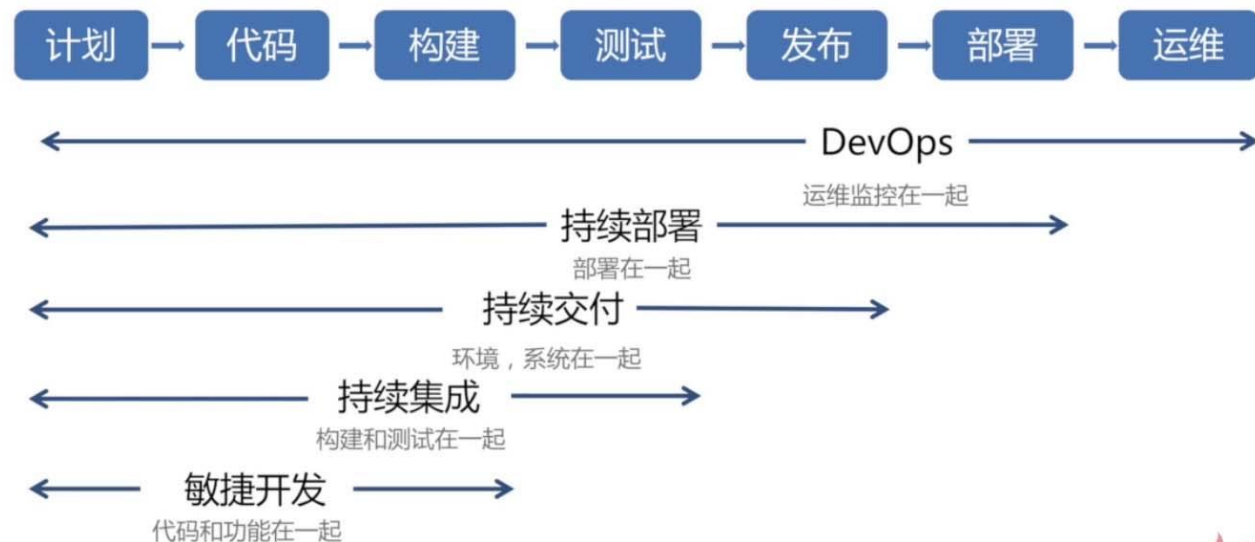 计划 代码 构建 测试 发布 部署 运维
DevOps
运维监控在一起
持续部署
部署在一起
持续交付
环境，系统在一起
持续集成
构建和测试在一起
敏捷开发
代码和功能在一起